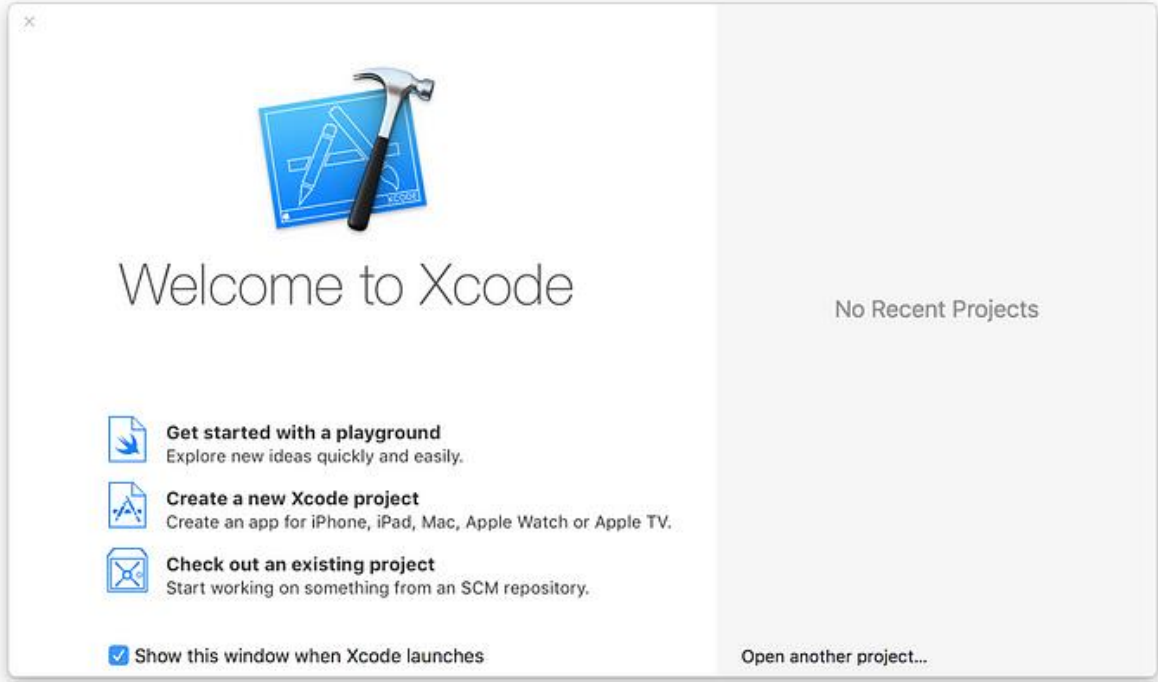 XCODE
Welcome to Xcode
No Recent Projects
Get started with a playground
Explore new ideas quickly and easily.
Create a new Xcode project
Create an app for iPhone, iPad, Mac, Apple Watch or Apple TV.
Check out an existing project
Start working on something from an SCM repository.
Show this window when Xcode launches
Open another project...